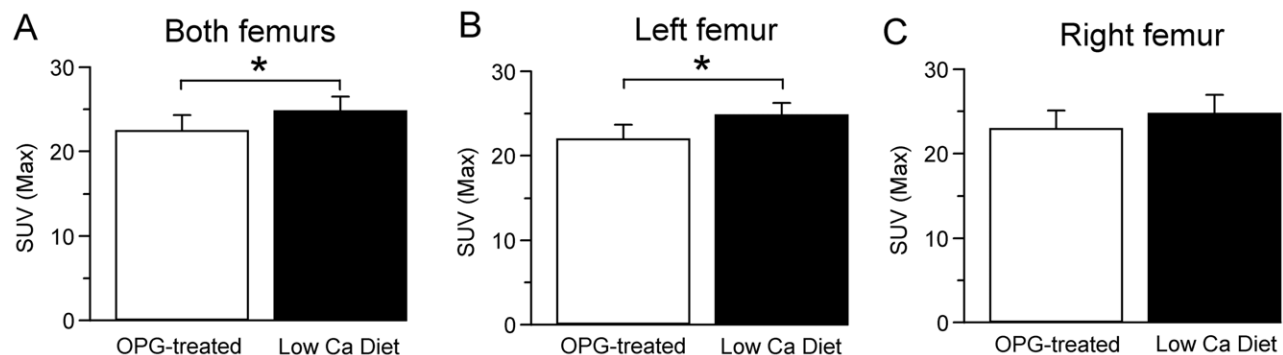 A
Both femurs
*
30
20
10
0
SUV (Max)
OPG-treated
Low Ca Diet
B
Left femur
*
30
20
10
0
SUV (Max)
OPG-treated
Low Ca Diet
C
Right femur
30
20
10
0
SUV (Max)
OPG-treated
Low Ca Diet